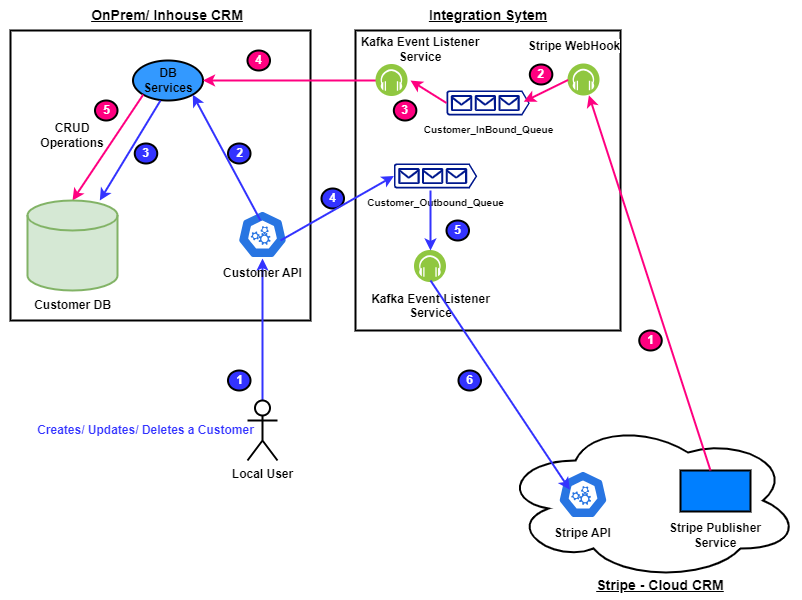 OnPrem/ Inhouse CRM
Integration Sytem
Kafka Event Listener
Service
Stripe WebHook
DB
Services
4
2
3
Customer_InBound_Queue
5
CRUD
Operations
3
2
4
Customer_Outbound_Queue
5
Customer API
Customer DB
Kafka Event Listener
Service
1
1
6
Creates/ Updates/ Deletes a Customer
Local User
Stripe API
Stripe Publisher
Service
Stripe - Cloud CRM